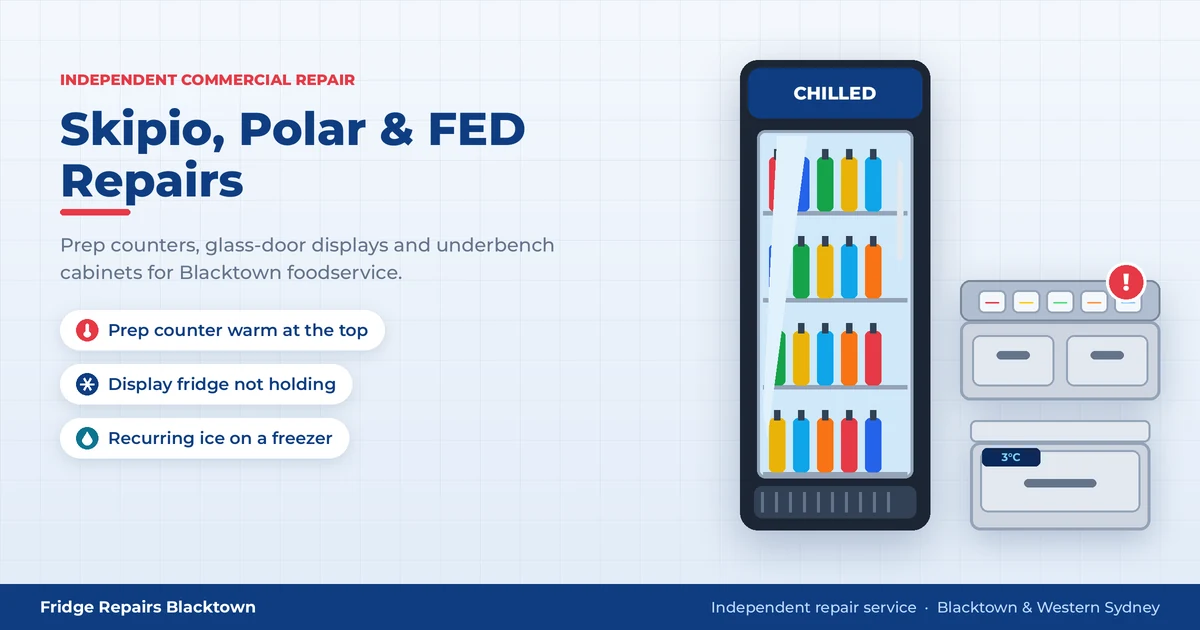 INDEPENDENT COMMERCIAL REPAIR
Skipio, Polar & FED
Repairs
Prep counters, glass-door displays and underbench
cabinets for Blacktown foodservice.
Prep counter warm at the top
Display fridge not holding
Recurring ice on a freezer
CHILLED
!
3°C
Fridge Repairs Blacktown
Independent repair service · Blacktown & Western Sydney